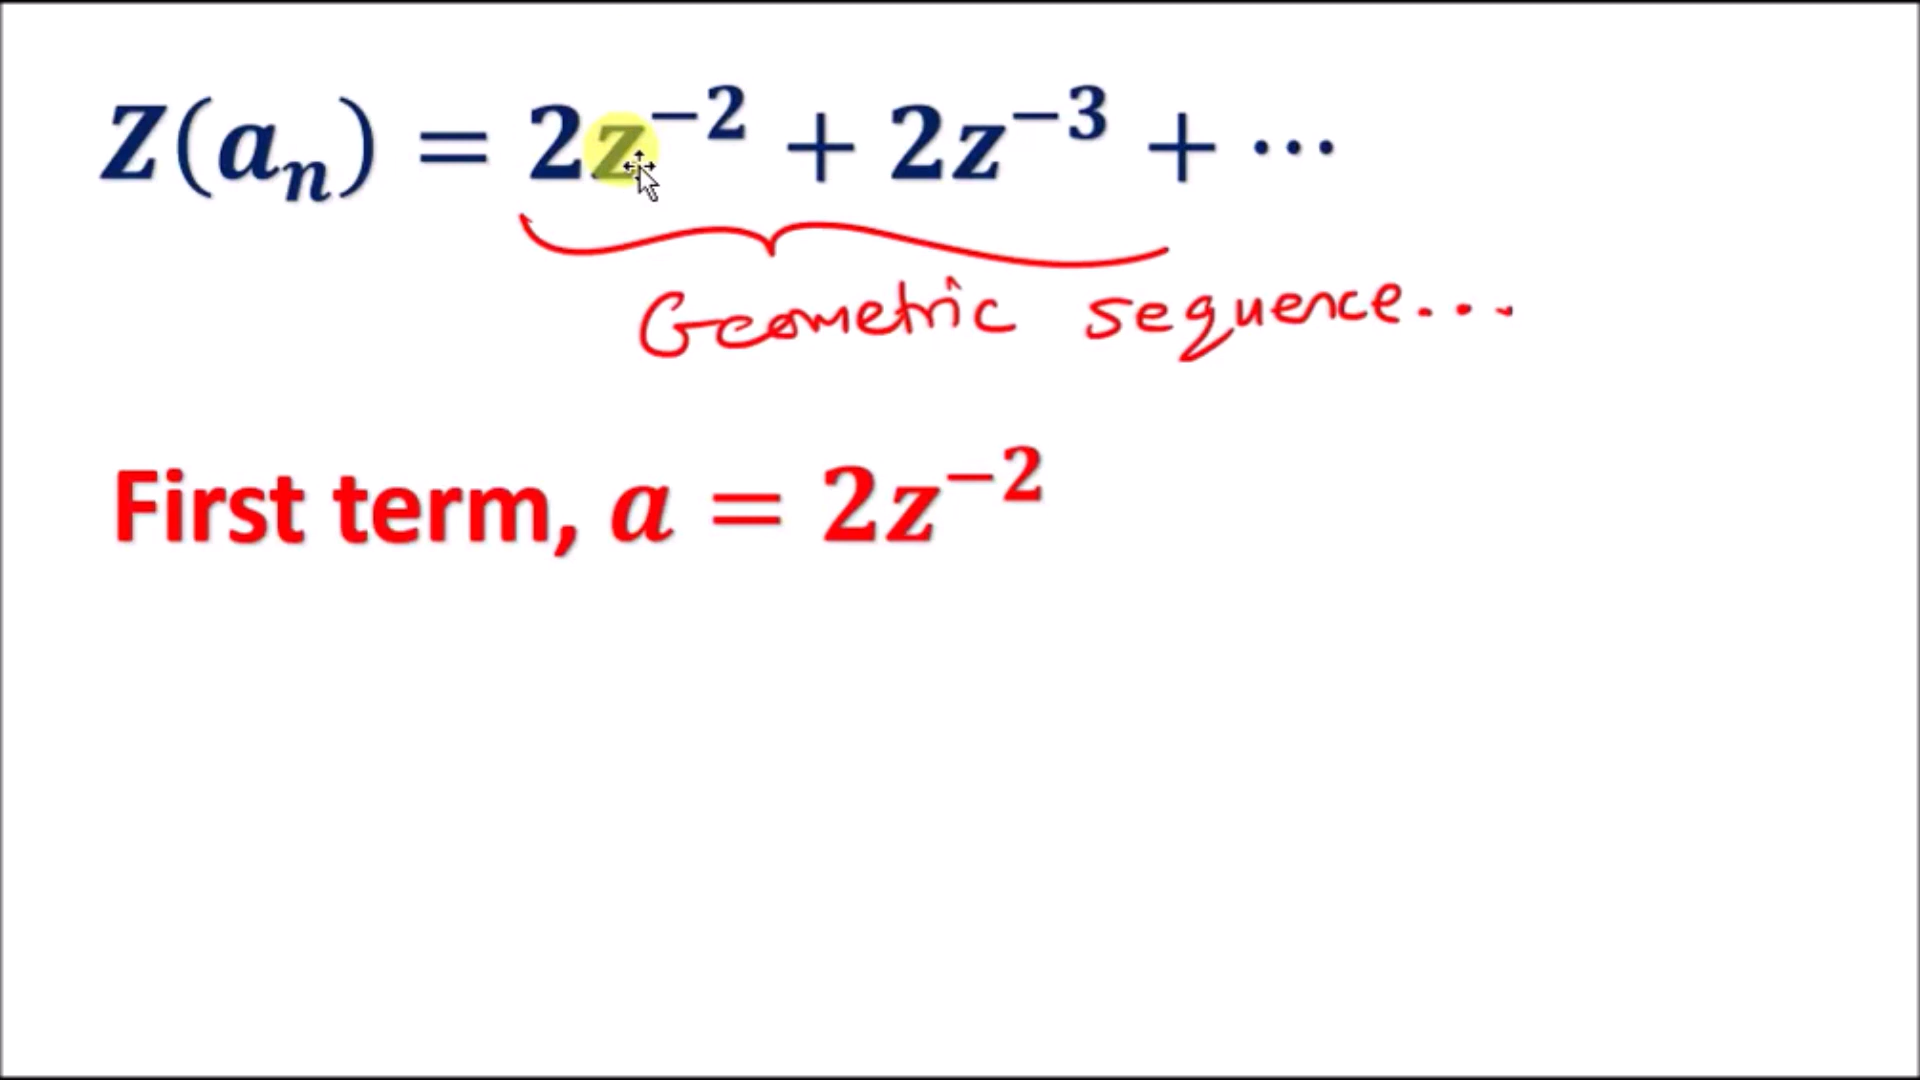 Z(aₙ) = 2z⁻² + 2z⁻³ + ⋯
Geometric sequence...
First term, a = 2z⁻²